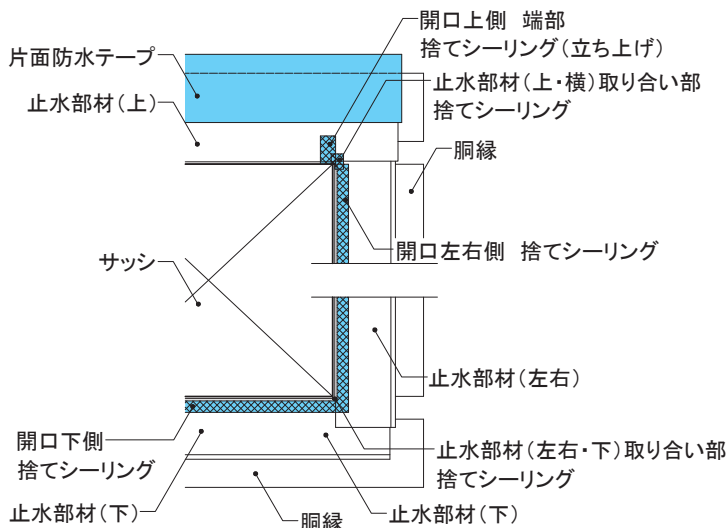 開口上側 端部
捨てシーリング(立ち上げ)
片面防水テープ
止水部材(上・横)取り合い部
捨てシーリング
止水部材(上)
胴縁
開口左右側 捨てシーリング
サッシ
止水部材(左右)
開口下側
捨てシーリング
止水部材(左右・下)取り合い部
捨てシーリング
止水部材(下)
胴縁
止水部材(下)